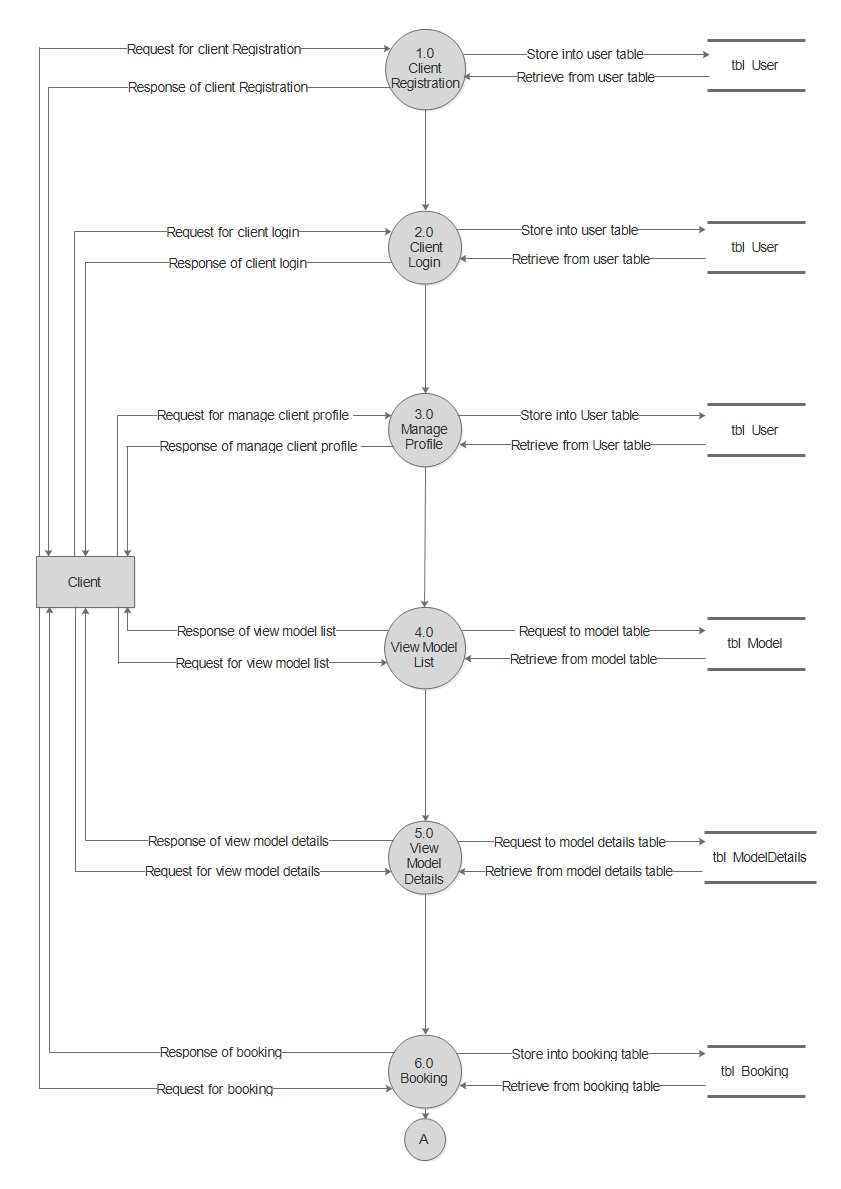 Request for client Registration
1.0
Client
Registration
Store into user table
tbl User
Response of client Registration
Retrieve from user table
Request for client login
2.0
Client
Login
Store into user table
tbl User
Response of client login
Retrieve from user table
Request for manage client profile
3.0
Manage
Profile
Store into User table
tbl User
Response of manage client profile
Retrieve from User table
Client
Response of view model list
4.0
View Model
List
Request to model table
tbl Model
Request for view model list
Retrieve from model table
Response of view model details
5.0
View
Model
Details
Request to model details table
tbl ModelDetails
Request for view model details
Retrieve from model details table
Response of booking
6.0
Booking
Store into booking table
tbl Booking
Request for booking
Retrieve from booking table
A